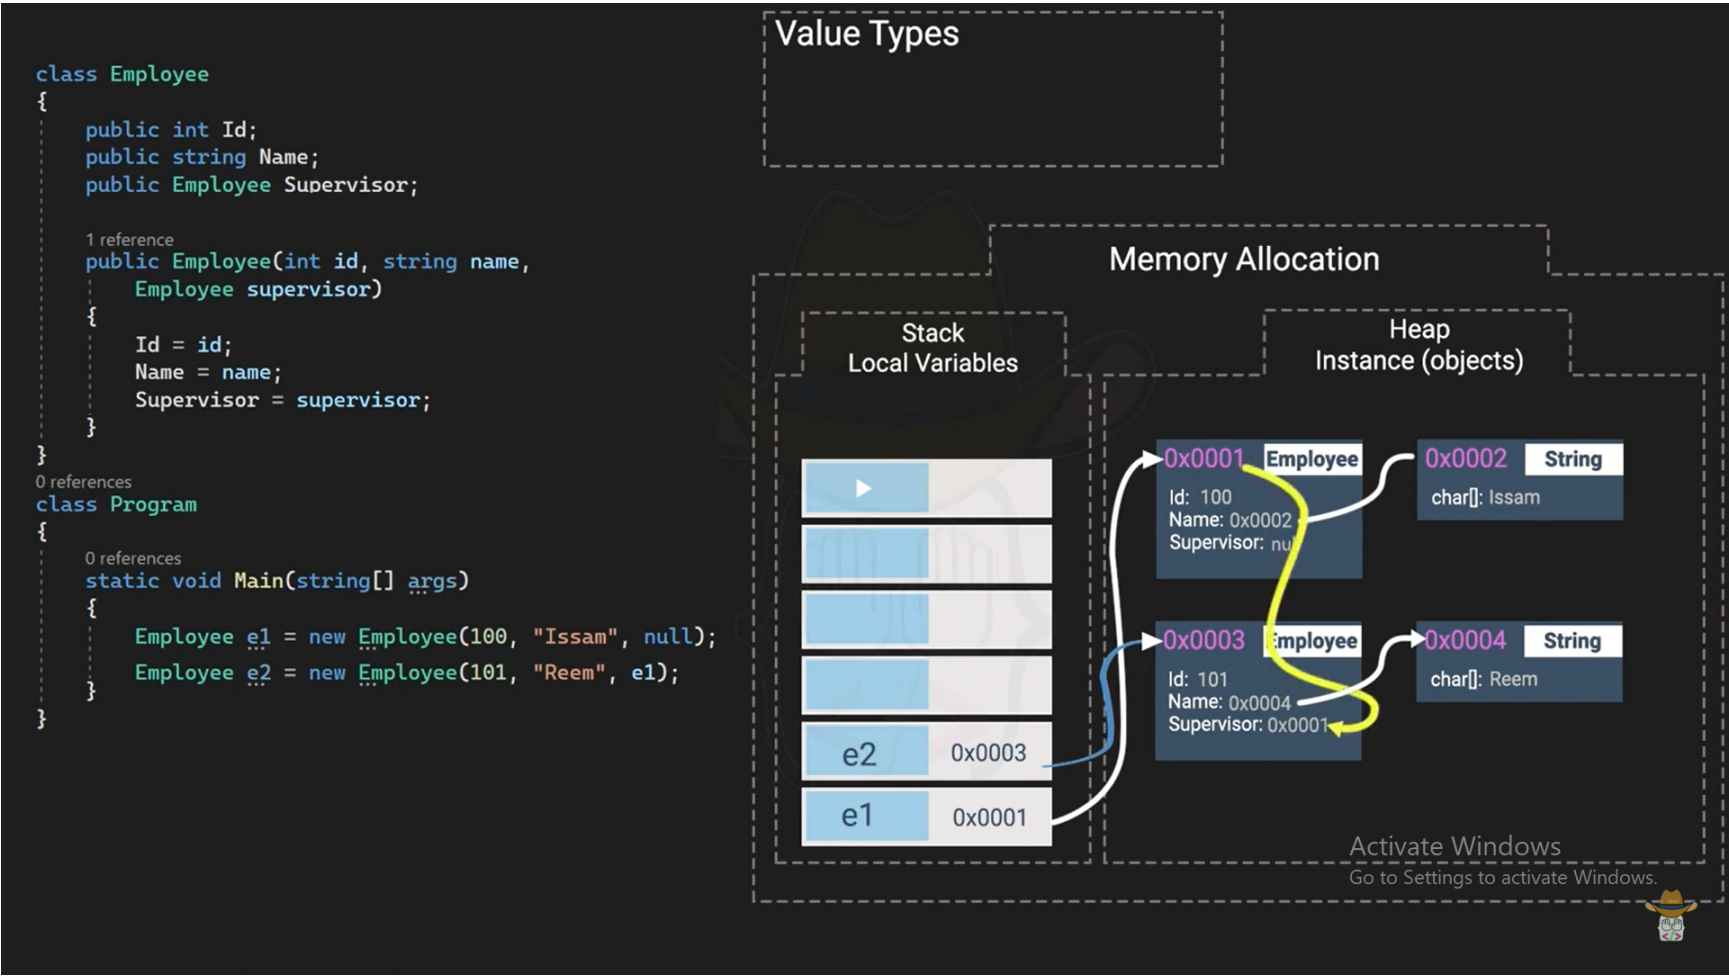 class Employee
{
public int Id;
public string Name;
public Employee Supervisor;
1 reference
public Employee(int id, string name,
Employee supervisor)
{
Id = id;
Name = name;
Supervisor = supervisor;
}
}
0 references
class Program
{
0 references
static void Main(string[] args)
{
Employee e1 = new Employee(100, "Issam", null);
Employee e2 = new Employee(101, "Reem", e1);
}
}
Value Types
Memory Allocation
Stack
Local Variables
e2 0x0003
e1 0x0001
Heap
Instance (objects)
0x0001 Employee
Id: 100
Name: 0x0002
Supervisor: nu
0x0002 String
char[]: Issam
0x0003 Employee
Id: 101
Name: 0x0004
Supervisor: 0x0001
0x0004 String
char[]: Reem
Activate Windows
Go to Settings to activate Windows.